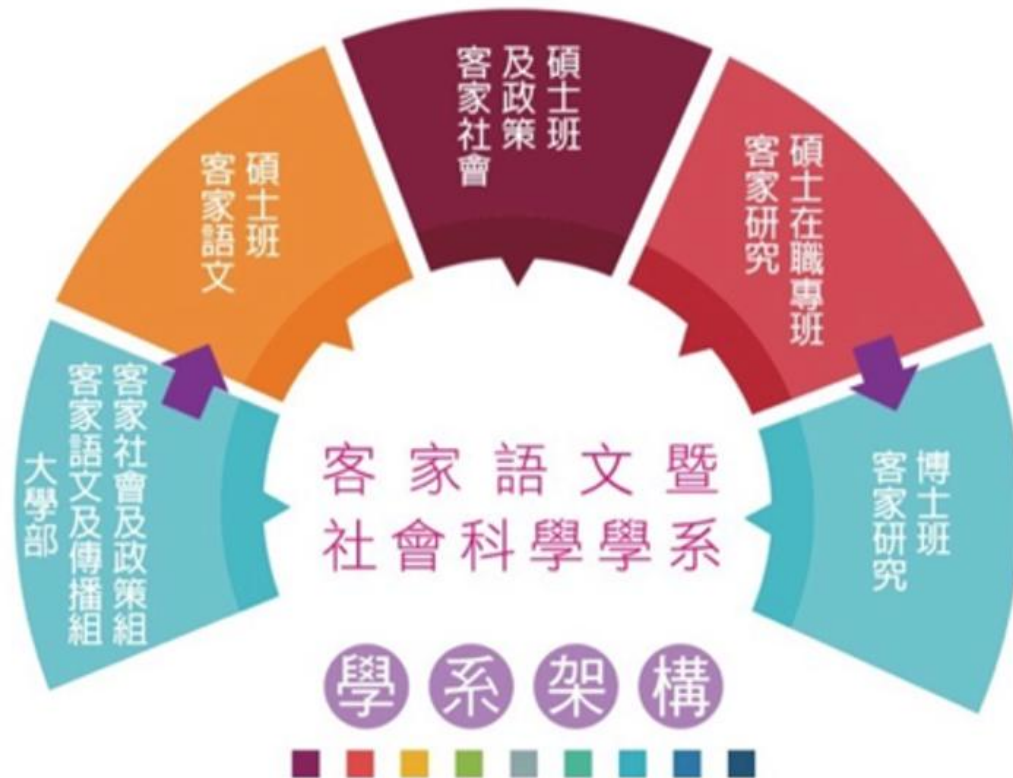 大學部
客家語文及傳播組
客家社會及政策組
客家語文
碩士班
客家社會
及政策
碩士班
客家研究
碩士在職專班
客家研究
博士班
客家語文暨
社會科學學系
學系架構